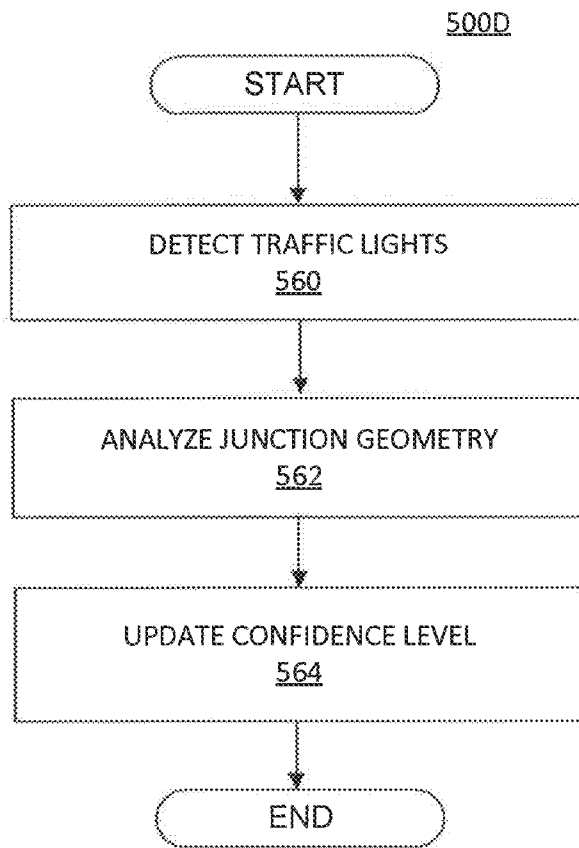 500D
START
DETECT TRAFFIC LIGHTS
560
ANALYZE JUNCTION GEOMETRY
562
UPDATE CONFIDENCE LEVEL
564
END